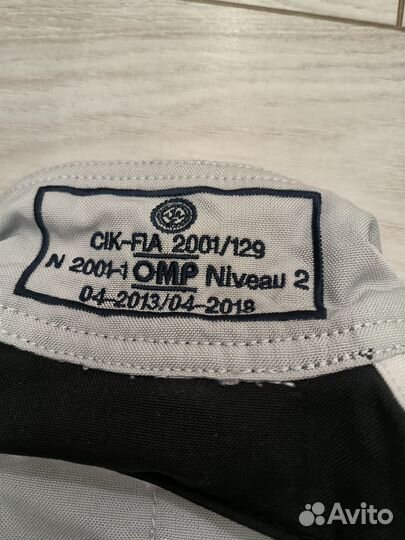 CIK-FIA 2001/129
N 2001-1 OMP Niveau 2
04-2013/04-2018
Avito